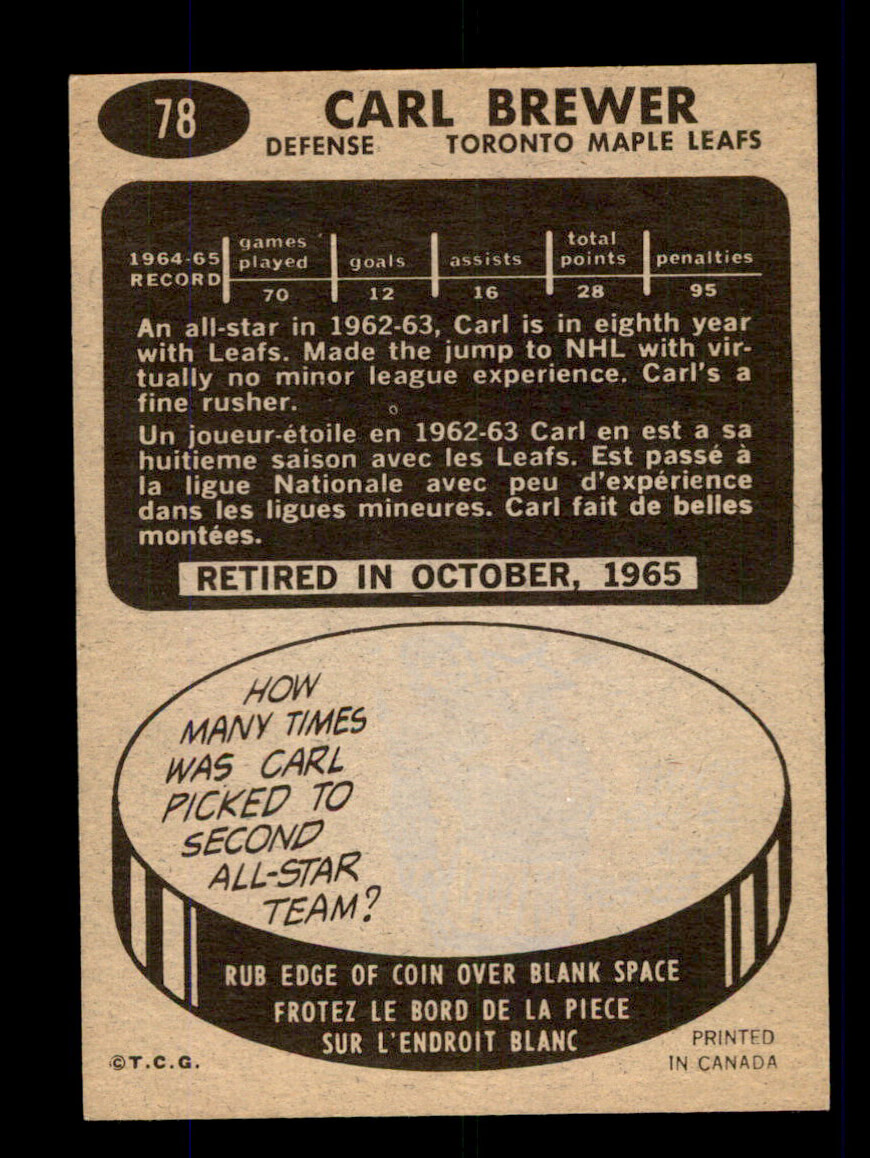 78
CARL BREWER
DEFENSE TORONTO MAPLE LEAFS
1964-65 RECORD
games played goals assists total points penalties
70 12 16 28 95
An all-star in 1962-63, Carl is in eighth year
with Leafs. Made the jump to NHL with vir-
tually no minor league experience. Carl's a
fine rusher.
Un joueur-étoile en 1962-63 Carl en est a sa
huitieme saison avec les Leafs. Est passé à
la ligue Nationale avec peu d'expérience
dans les ligues mineures. Carl fait de belles
montées.
RETIRED IN OCTOBER, 1965
HOW
MANY TIMES
WAS CARL
PICKED TO
SECOND
ALL-STAR
TEAM?
RUB EDGE OF COIN OVER BLANK SPACE
FROTEZ LE BORD DE LA PIECE
SUR L'ENDROIT BLANC
©T.C.G.
PRINTED
IN CANADA